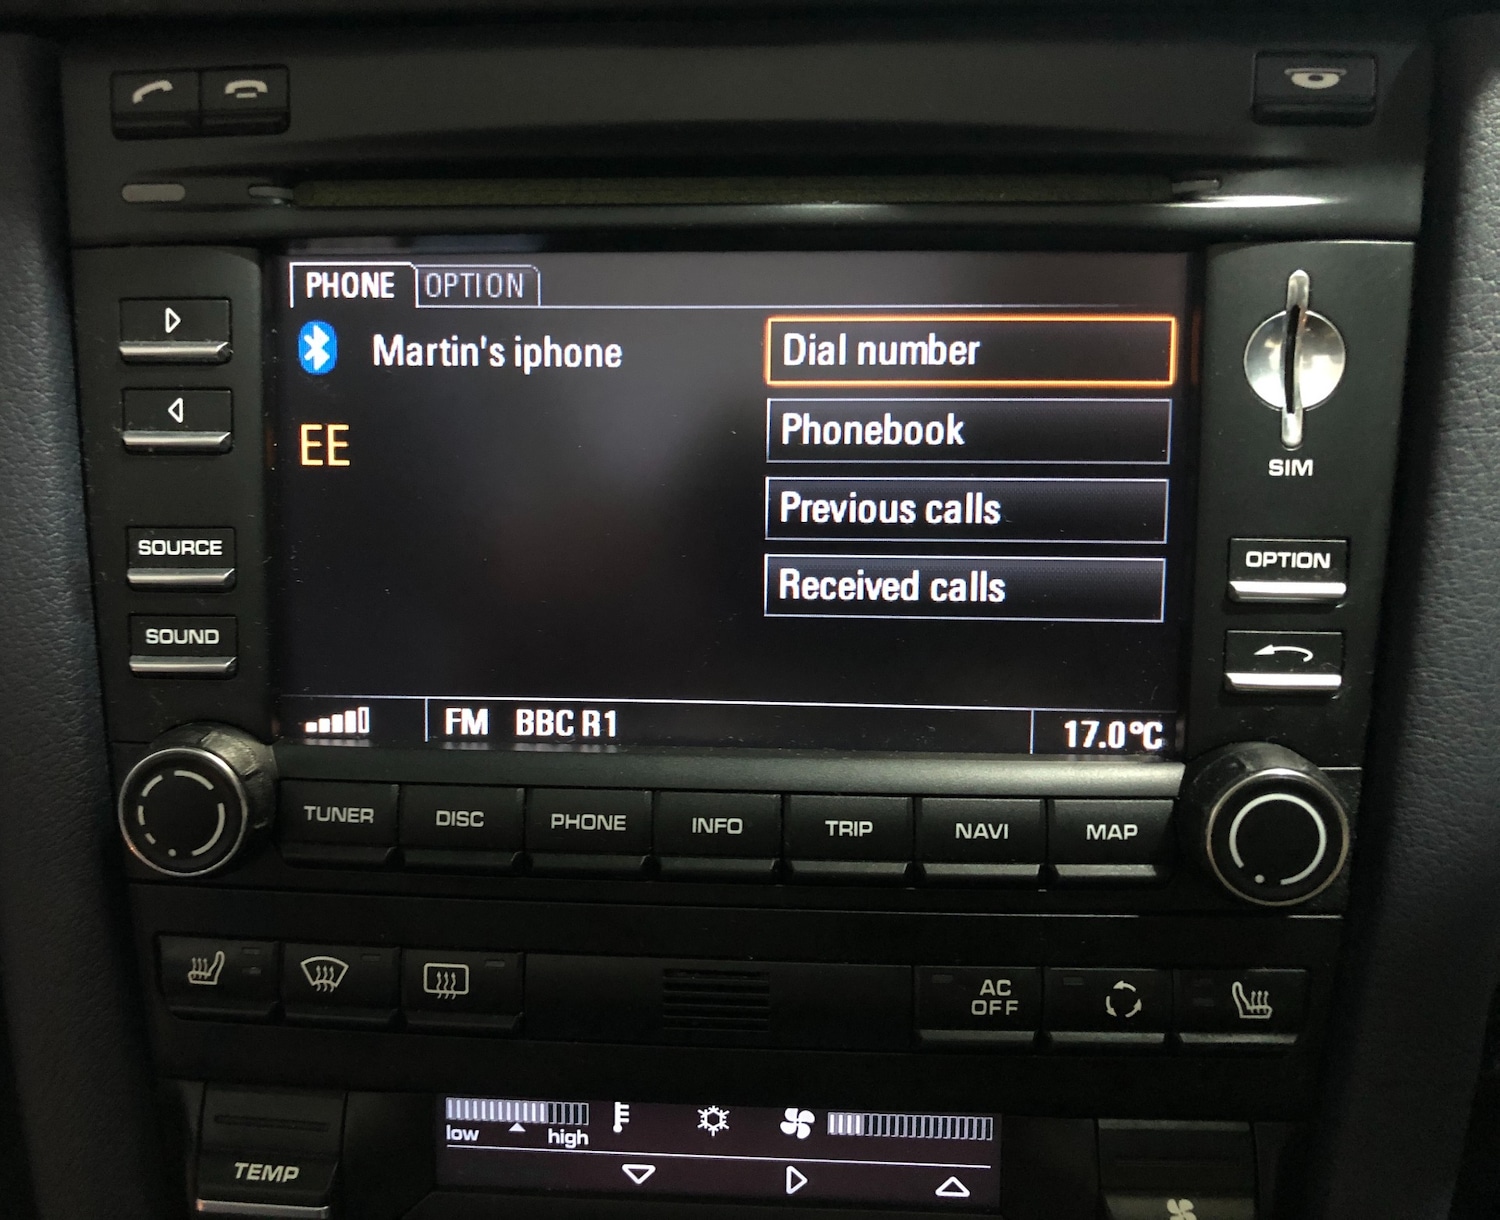 PHONE OPTION
Martin's iphone
EE
Dial number
Phonebook
Previous calls
Received calls
FM BBC R1 17.0°C
SIM
SOURCE
SOUND
OPTION
TUNER DISC PHONE INFO TRIP NAVI MAP
AC
OFF
low high
TEMP